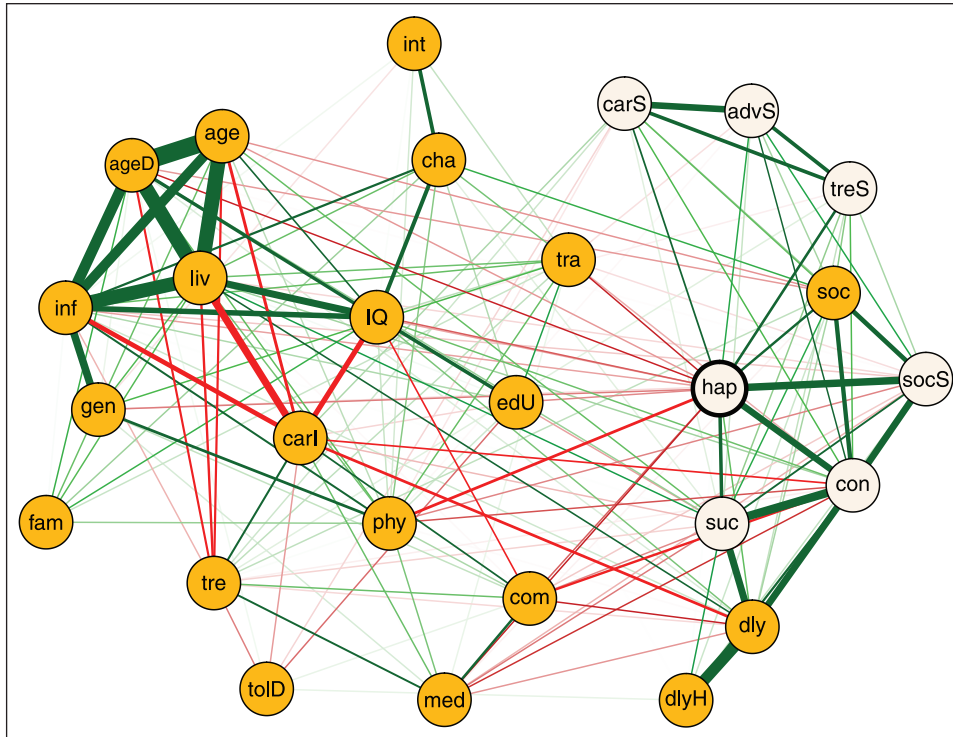 int
carS
advS
age
ageD
cha
treS
tra
liv
soc
inf
IQ
hap
socS
edU
gen
carI
con
fam
phy
suc
tre
com
dly
tolD
med
dlyH